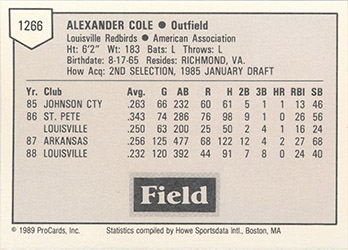 1266
ALEXANDER COLE ● Outfield
Louisville Redbirds ● American Association
Ht: 6'2" Wt: 183 Bats: L Throws: L
Birthdate: 8-17-65 Resides: RICHMOND, VA.
How Acq: 2ND SELECTION, 1985 JANUARY DRAFT
Yr. Club Avg. G AB R H 2B 3B HR RBI SB
85 JOHNSON CTY .263 66 232 60 61 5 1 1 13 46
86 ST. PETE .343 74 286 76 98 9 1 0 26 56
LOUISVILLE .250 63 200 25 50 2 4 1 16 24
87 ARKANSAS .256 125 477 68 122 12 4 2 27 68
88 LOUISVILLE .232 120 392 44 91 7 8 0 24 40
Field
© 1989 ProCards, Inc. Statistics compiled by Howe Sportsdata Intl., Boston, MA